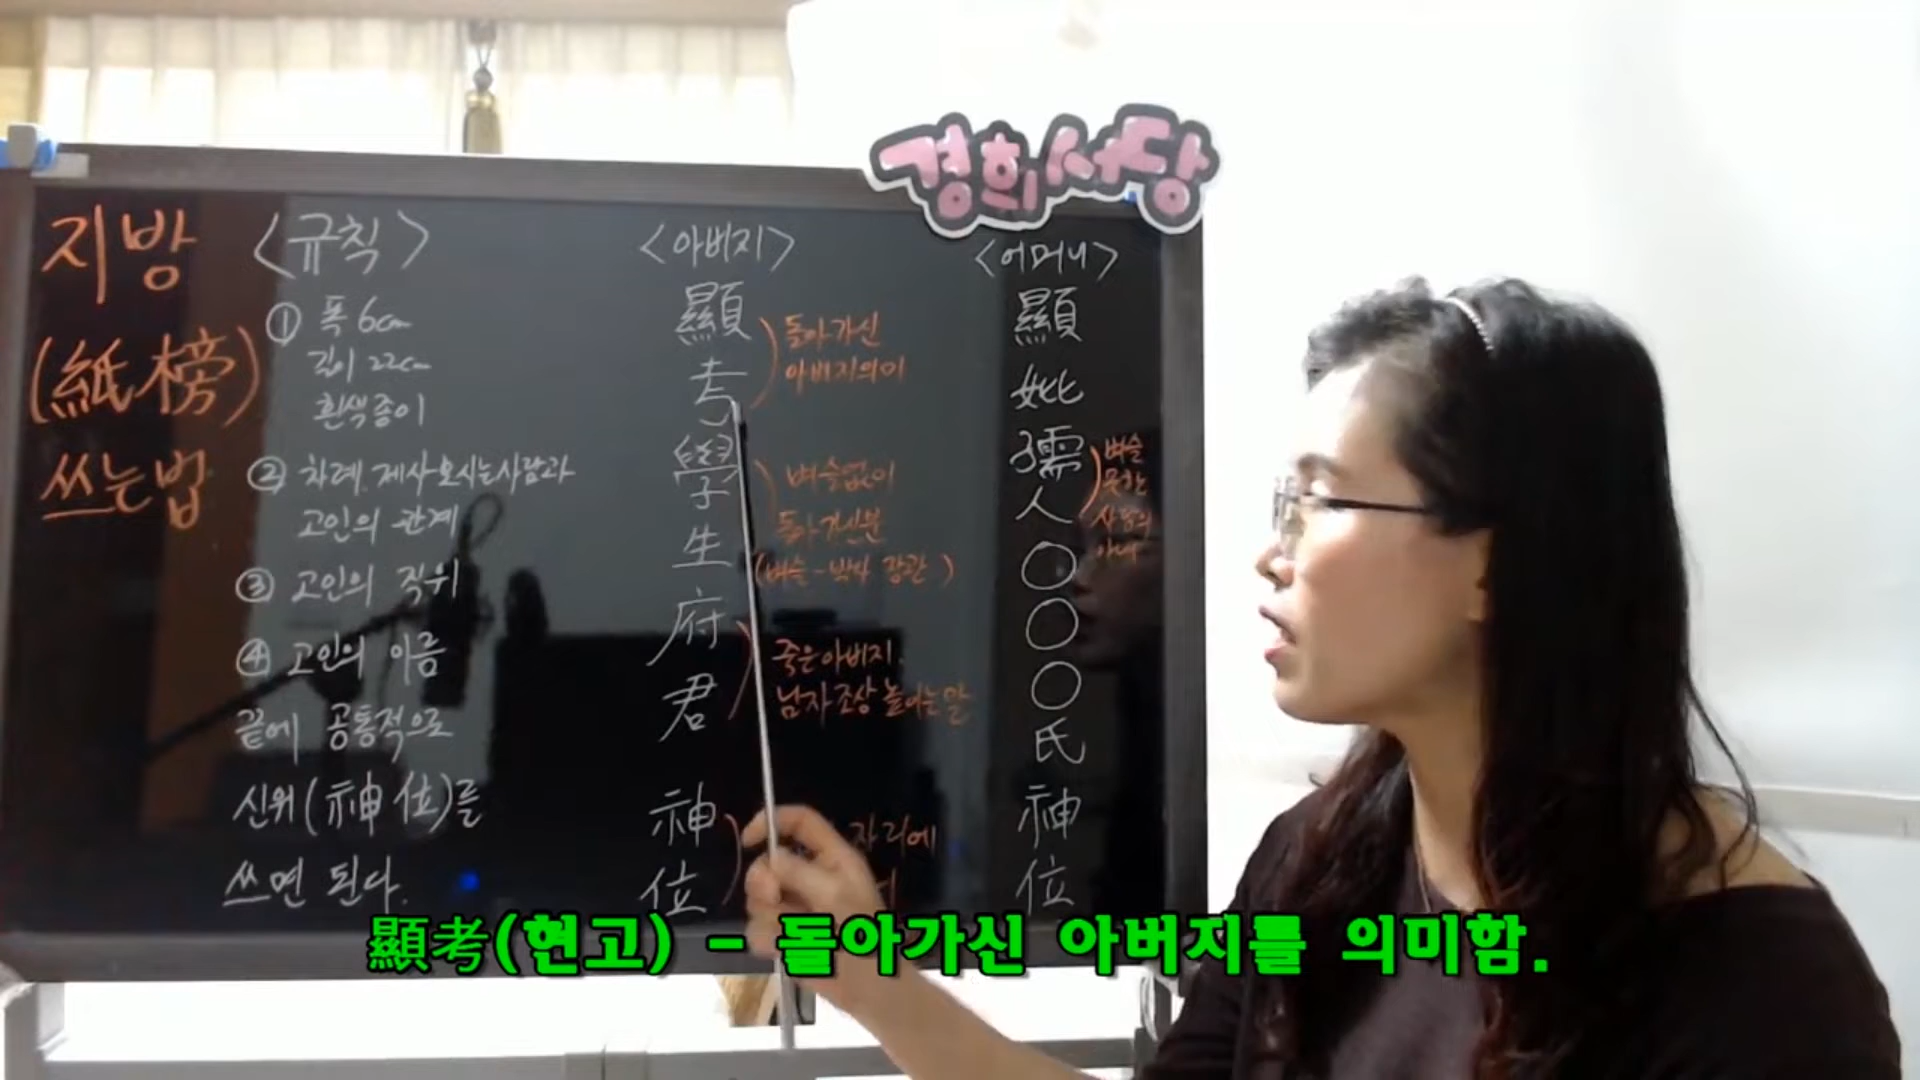 경희서당
지방
(紙榜)
쓰는법
<규칙>
① 폭 6cm
길이 22cm
흰색종이
② 차례, 제사 모시는 사람과
고인의 관계
③ 고인의 직위
④ 고인의 이름
끝에 공통적으로
신위(神位)를
쓰면 된다.
<아버지>
顯
考
學
生
府
君
神
位
돌아가신
아버지의미
벼슬없이
돌아가신분
(벼슬-박사 장관)
죽은아버지.
남자조상 높이는말
자리에
<어머니>
顯
妣
孺
人
〇
〇
〇
氏
神
位
벼슬
못한
사람의
아내
顯考(현고) - 돌아가신 아버지를 의미함.